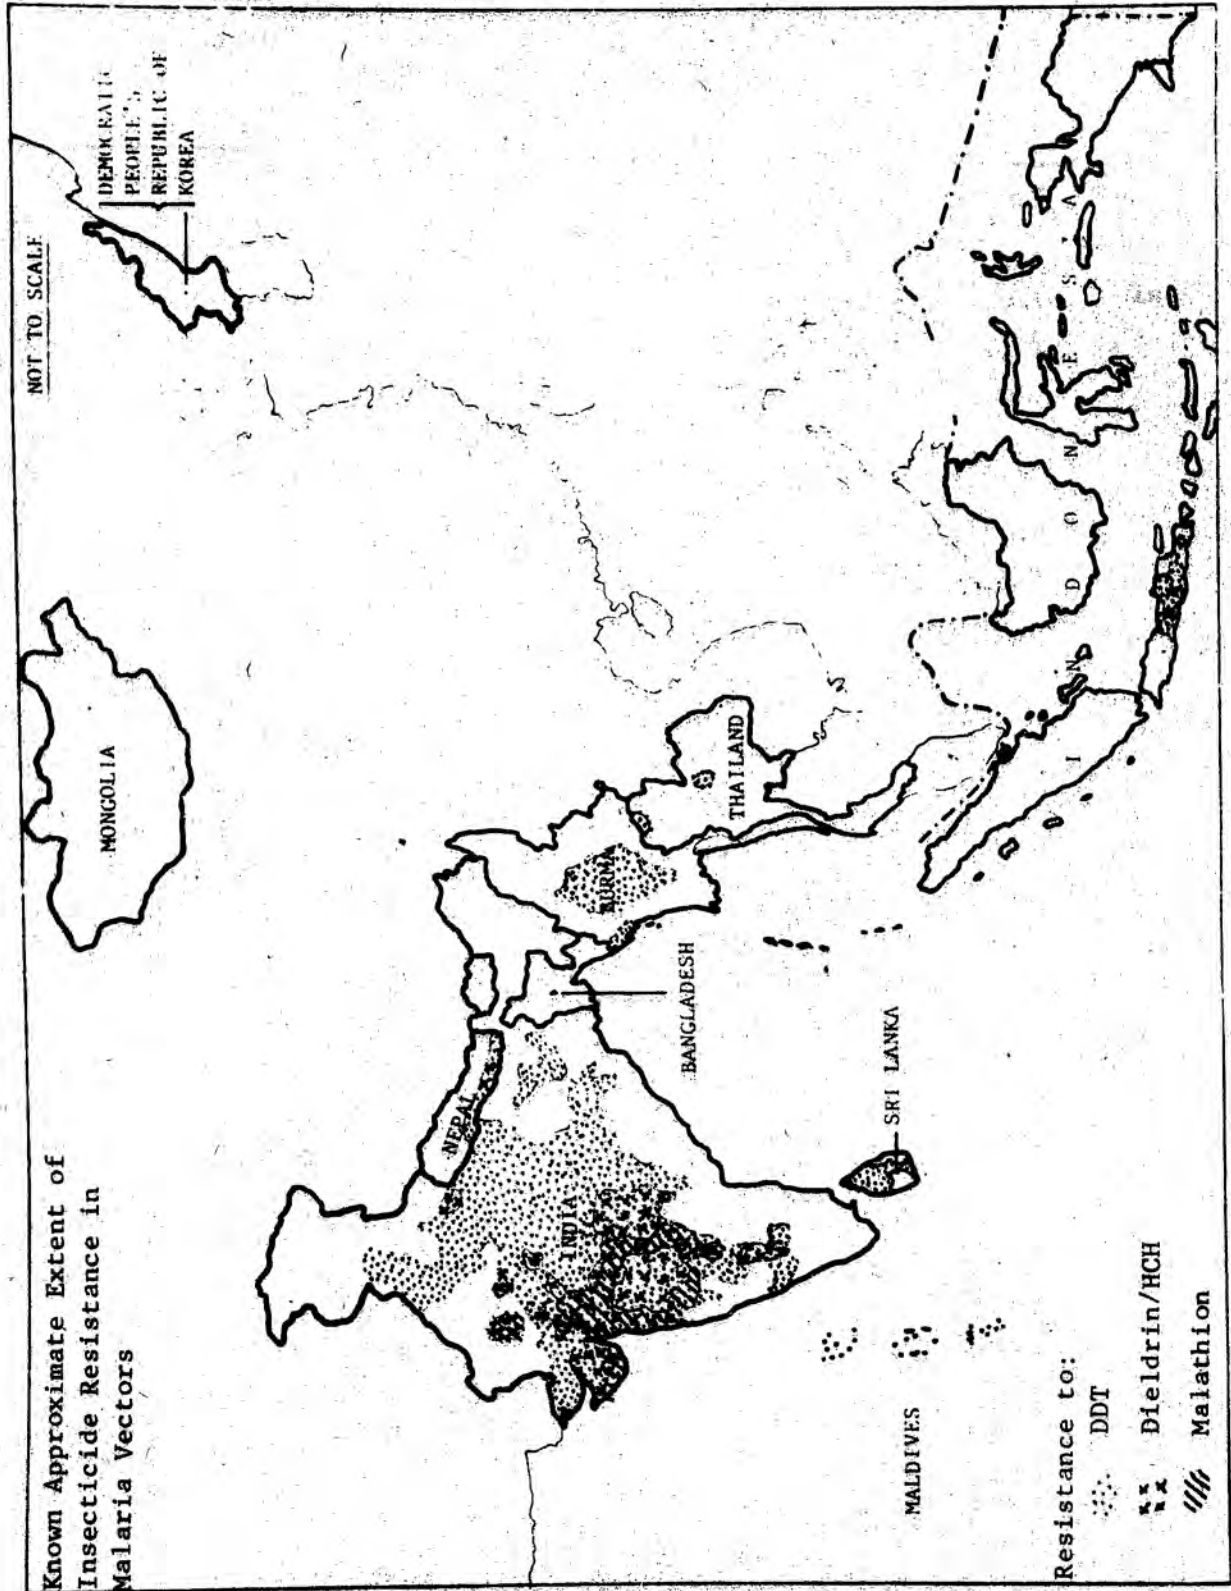 Known Approximate Extent of
Insecticide Resistance in
Malaria Vectors
NOT TO SCALE
MONGOLIA
DEMOCRATIC
PEOPLE'S
REPUBLIC OF
KOREA
NEPAL
INDIA
BURMA
THAILAND
BANGLADESH
SRI LANKA
MALDIVES
I N D O N E S I A
Resistance to:
DDT
Dieldrin/HCH
Malathion